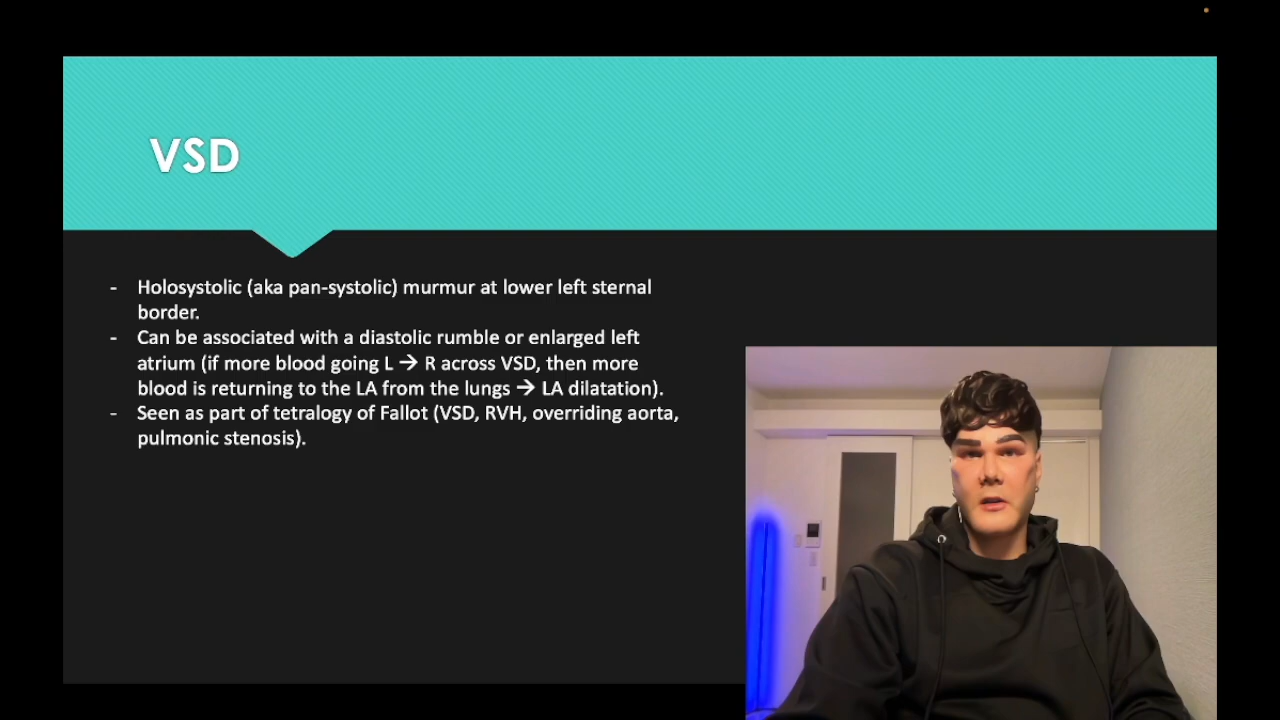 VSD
- Holosystolic (aka pan-systolic) murmur at lower left sternal
border.
- Can be associated with a diastolic rumble or enlarged left
atrium (if more blood going L → R across VSD, then more
blood is returning to the LA from the lungs → LA dilatation).
- Seen as part of tetralogy of Fallot (VSD, RVH, overriding aorta,
pulmonic stenosis).